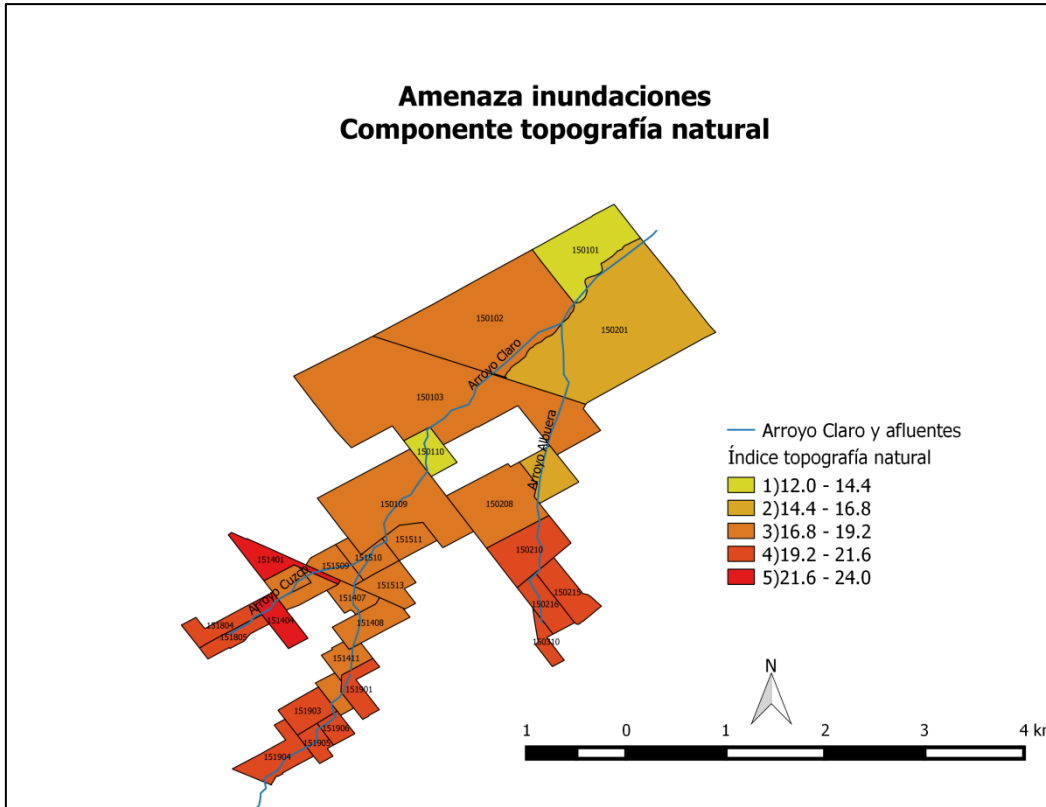 Amenaza inundaciones
Componente topografía natural
150101
150102
150201
Arroyo Claro
150103
150110
Arroyo Albuera
150109
150208
151511
150210
151401
151510
151509
151513
150215
151407
Arroyo Cuzco
150216
151404
151408
151804
151805
150310
151411
151901
151903
151906
151905
151904
Arroyo Claro y afluentes
Índice topografía natural
1)12.0 - 14.4
2)14.4 - 16.8
3)16.8 - 19.2
4)19.2 - 21.6
5)21.6 - 24.0
N
1 0 1 2 3 4 km